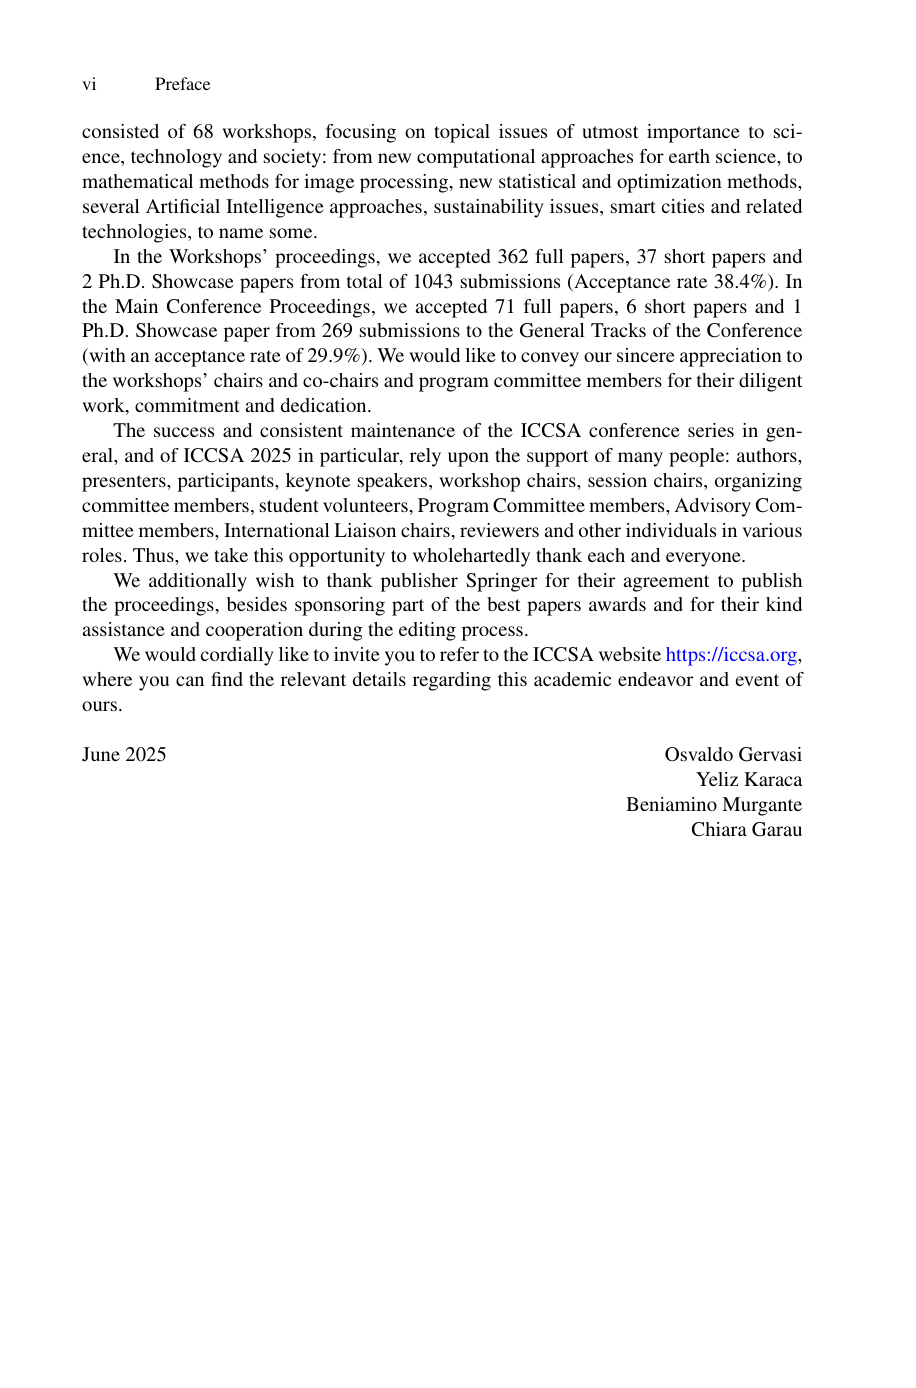 vi Preface
consisted of 68 workshops, focusing on topical issues of utmost importance to sci-
ence, technology and society: from new computational approaches for earth science, to
mathematical methods for image processing, new statistical and optimization methods,
several Artificial Intelligence approaches, sustainability issues, smart cities and related
technologies, to name some.
In the Workshops’ proceedings, we accepted 362 full papers, 37 short papers and
2 Ph.D. Showcase papers from total of 1043 submissions (Acceptance rate 38.4%). In
the Main Conference Proceedings, we accepted 71 full papers, 6 short papers and 1
Ph.D. Showcase paper from 269 submissions to the General Tracks of the Conference
(with an acceptance rate of 29.9%). We would like to convey our sincere appreciation to
the workshops’ chairs and co-chairs and program committee members for their diligent
work, commitment and dedication.
The success and consistent maintenance of the ICCSA conference series in gen-
eral, and of ICCSA 2025 in particular, rely upon the support of many people: authors,
presenters, participants, keynote speakers, workshop chairs, session chairs, organizing
committee members, student volunteers, Program Committee members, Advisory Com-
mittee members, International Liaison chairs, reviewers and other individuals in various
roles. Thus, we take this opportunity to wholehartedly thank each and everyone.
We additionally wish to thank publisher Springer for their agreement to publish
the proceedings, besides sponsoring part of the best papers awards and for their kind
assistance and cooperation during the editing process.
We would cordially like to invite you to refer to the ICCSA website https://iccsa.org,
where you can find the relevant details regarding this academic endeavor and event of
ours.
June 2025 Osvaldo Gervasi
Yeliz Karaca
Beniamino Murgante
Chiara Garau